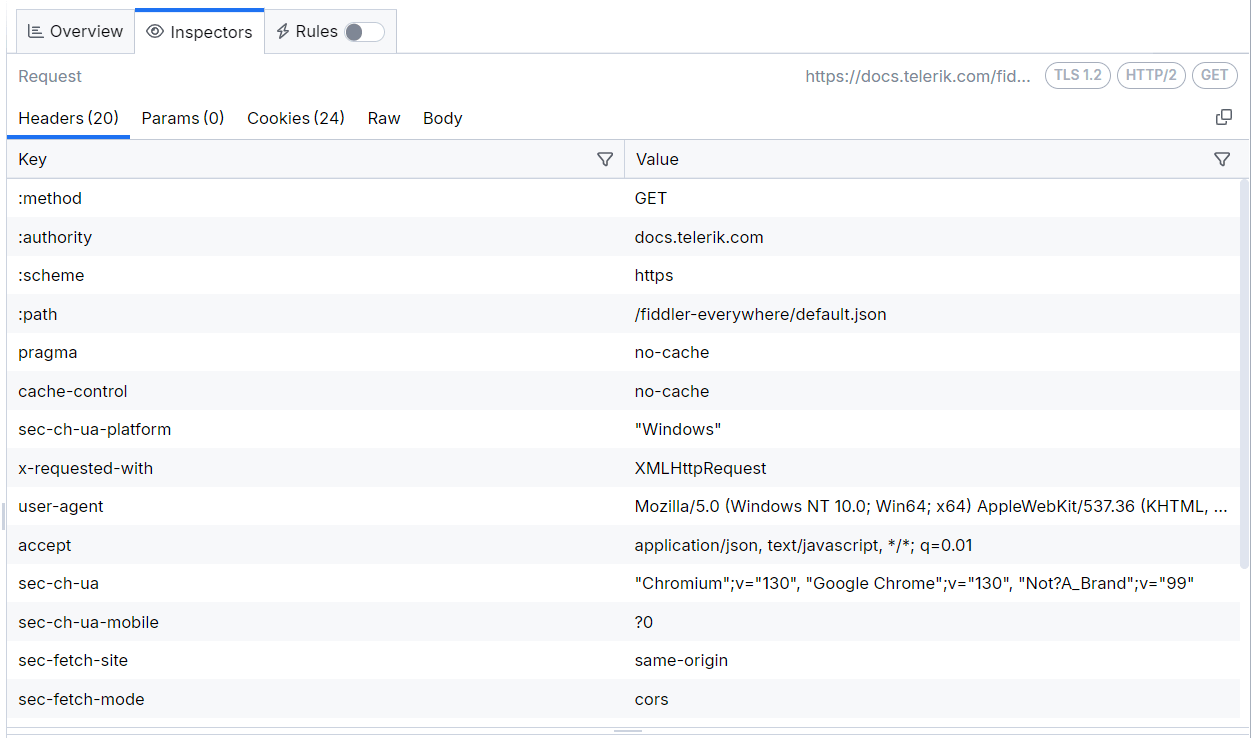 Overview Inspectors Rules
Request https://docs.telerik.com/fid... TLS 1.2 HTTP/2 GET
Headers (20) Params (0) Cookies (24) Raw Body
Key Value
:method GET
:authority docs.telerik.com
:scheme https
:path /fiddler-everywhere/default.json
pragma no-cache
cache-control no-cache
sec-ch-ua-platform "Windows"
x-requested-with XMLHttpRequest
user-agent Mozilla/5.0 (Windows NT 10.0; Win64; x64) AppleWebKit/537.36 (KHTML, ...
accept application/json, text/javascript, */*; q=0.01
sec-ch-ua "Chromium";v="130", "Google Chrome";v="130", "Not?A_Brand";v="99"
sec-ch-ua-mobile ?0
sec-fetch-site same-origin
sec-fetch-mode cors